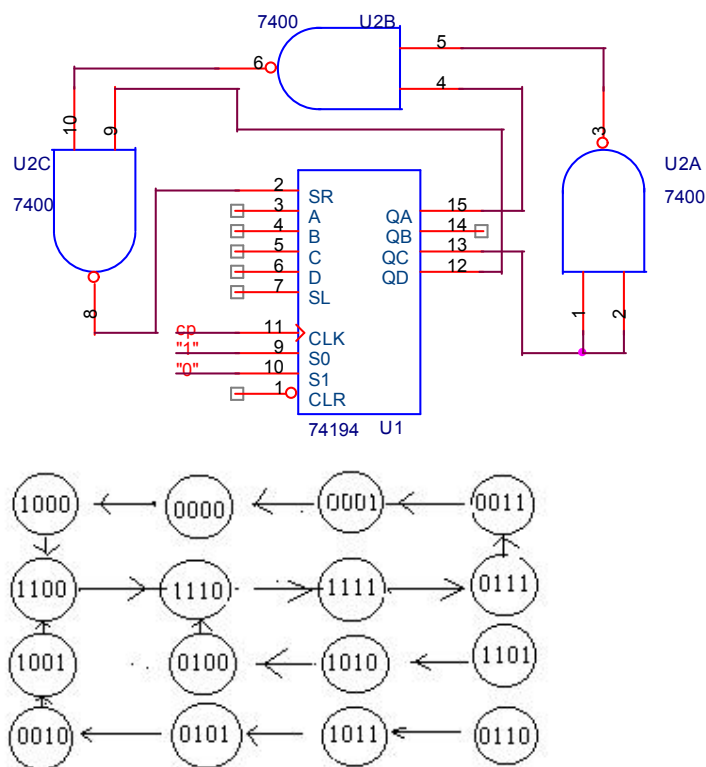 7400 U2B
6 5
4
10 9 3
U2C U2A
7400 7400
2 SR
3 A QA 15
4 B QB 14
5 C QC 13
6 D QD 12
7 SL
8 1 2
cp 11 CLK
"1" 9 S0
"0" 10 S1
1 CLR
74194 U1
1000 0000 0001 0011
1100 1110 1111 0111
1001 0100 1010 1101
0010 0101 1011 0110